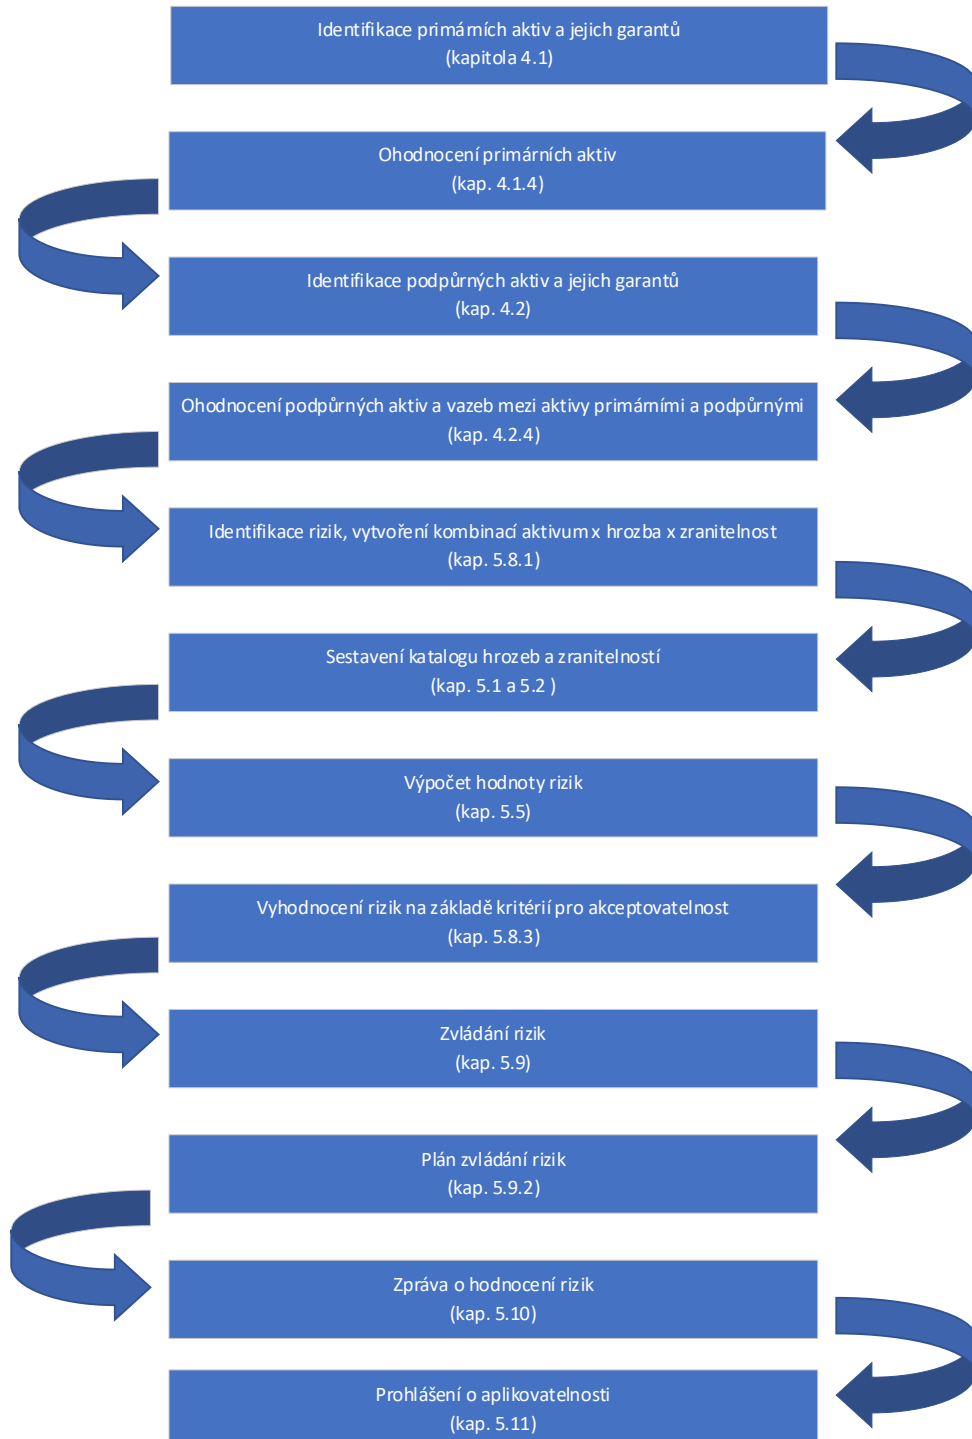 Identifikace primárních aktiv a jejich garantů
(kapitola 4.1)
Ohodnocení primárních aktiv
(kap. 4.1.4)
Identifikace podpůrných aktiv a jejich garantů
(kap. 4.2)
Ohodnocení podpůrných aktiv a vazeb mezi aktivy primárními a podpůrnými
(kap. 4.2.4)
Identifikace rizik, vytvoření kombinací aktivum x hrozba x zranitelnost
(kap. 5.8.1)
Sestavení katalogu hrozeb a zranitelností
(kap. 5.1 a 5.2 )
Výpočet hodnoty rizik
(kap. 5.5)
Vyhodnocení rizik na základě kritérií pro akceptovatelnost
(kap. 5.8.3)
Zvládání rizik
(kap. 5.9)
Plán zvládání rizik
(kap. 5.9.2)
Zpráva o hodnocení rizik
(kap. 5.10)
Prohlášení o aplikovatelnosti
(kap. 5.11)